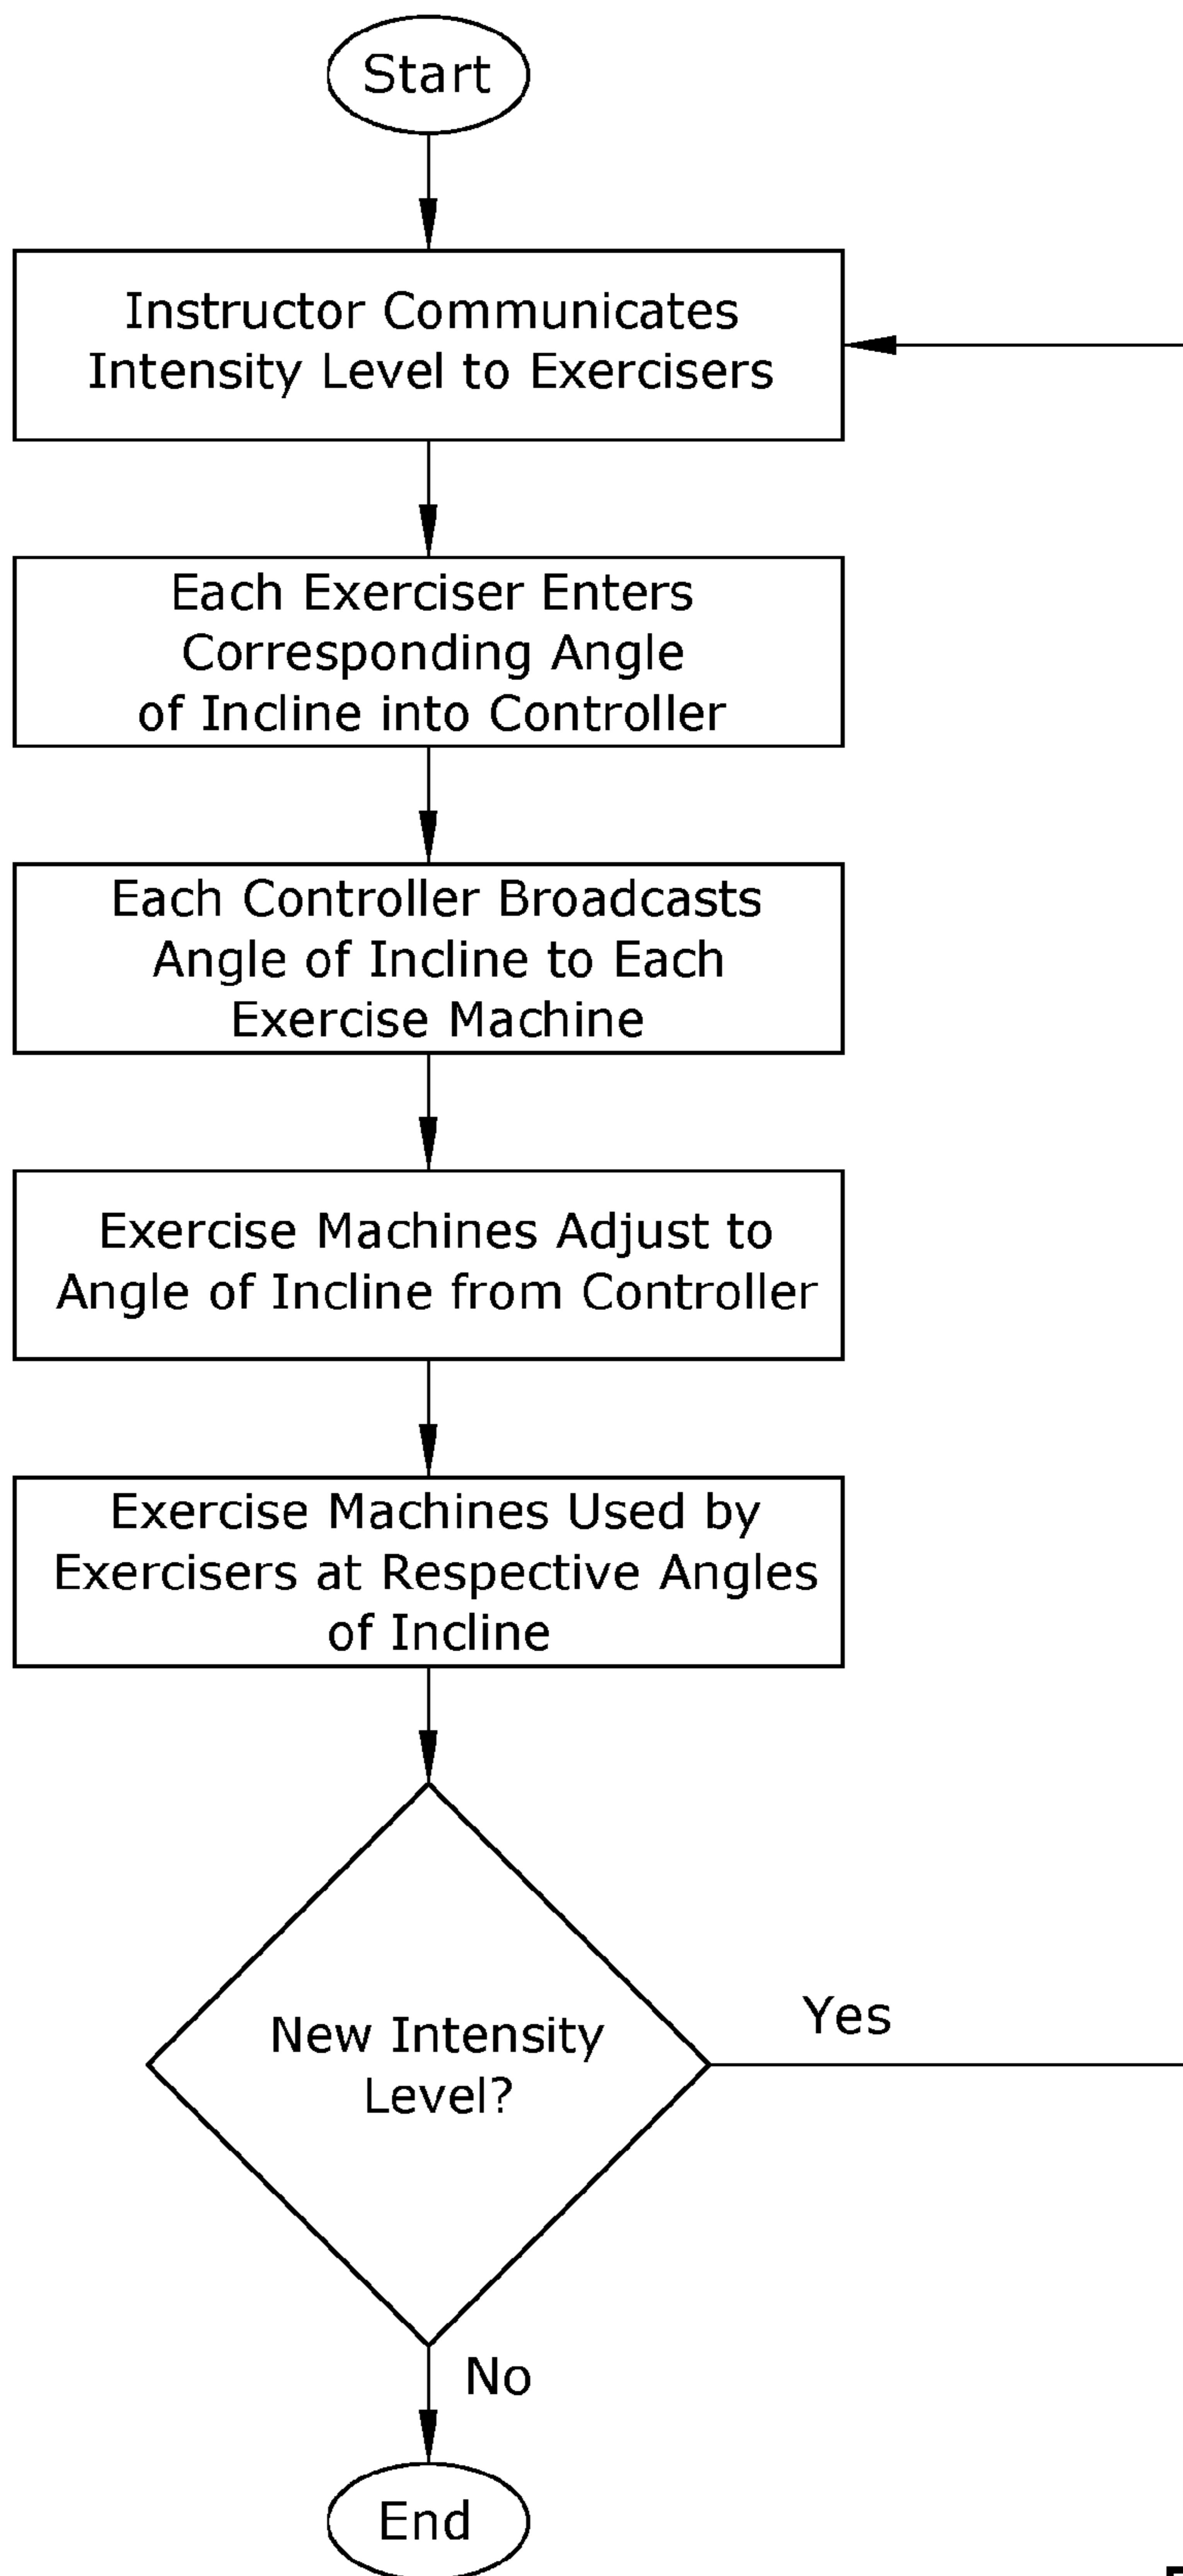 Start
Instructor Communicates
Intensity Level to Exercisers
Each Exerciser Enters
Corresponding Angle
of Incline into Controller
Each Controller Broadcasts
Angle of Incline to Each
Exercise Machine
Exercise Machines Adjust to
Angle of Incline from Controller
Exercise Machines Used by
Exercisers at Respective Angles
of Incline
New Intensity
Level?
Yes
No
End